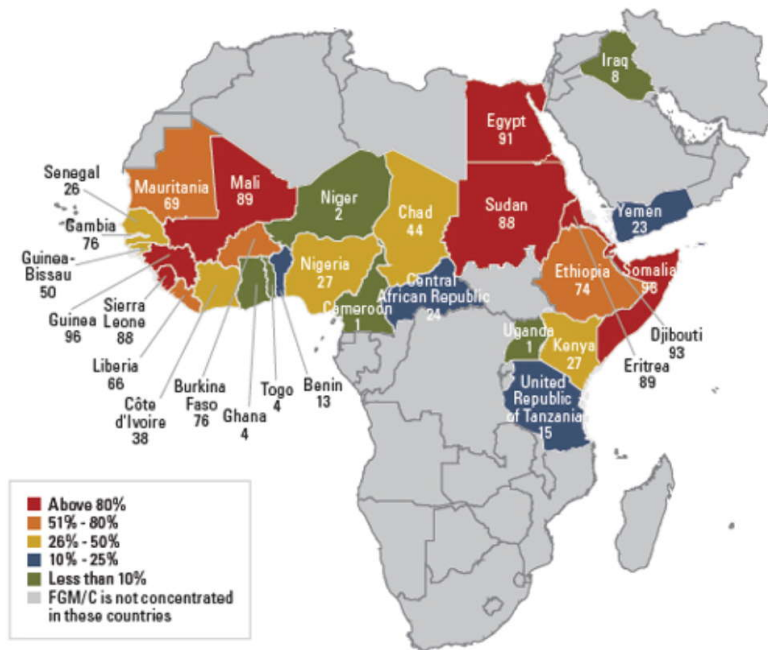 Iraq
8
Egypt
91
Senegal
26
Mauritania
69
Mali
89
Niger
2
Chad
44
Sudan
88
Yemen
23
Gambia
76
Guinea-
Bissau
50
Nigeria
27
Ethiopia
74
Somalia
98
Guinea
96
Sierra
Leone
88
Cameroon
1
Central
African Republic
24
Uganda
1
Kenya
27
Djibouti
93
Eritrea
89
Liberia
66
Côte
d'Ivoire
38
Burkina
Faso
76
Ghana
4
Togo
4
Benin
13
United
Republic
of Tanzania
15
Above 80%
51% - 80%
26% - 50%
10% - 25%
Less than 10%
FGM/C is not concentrated
in these countries